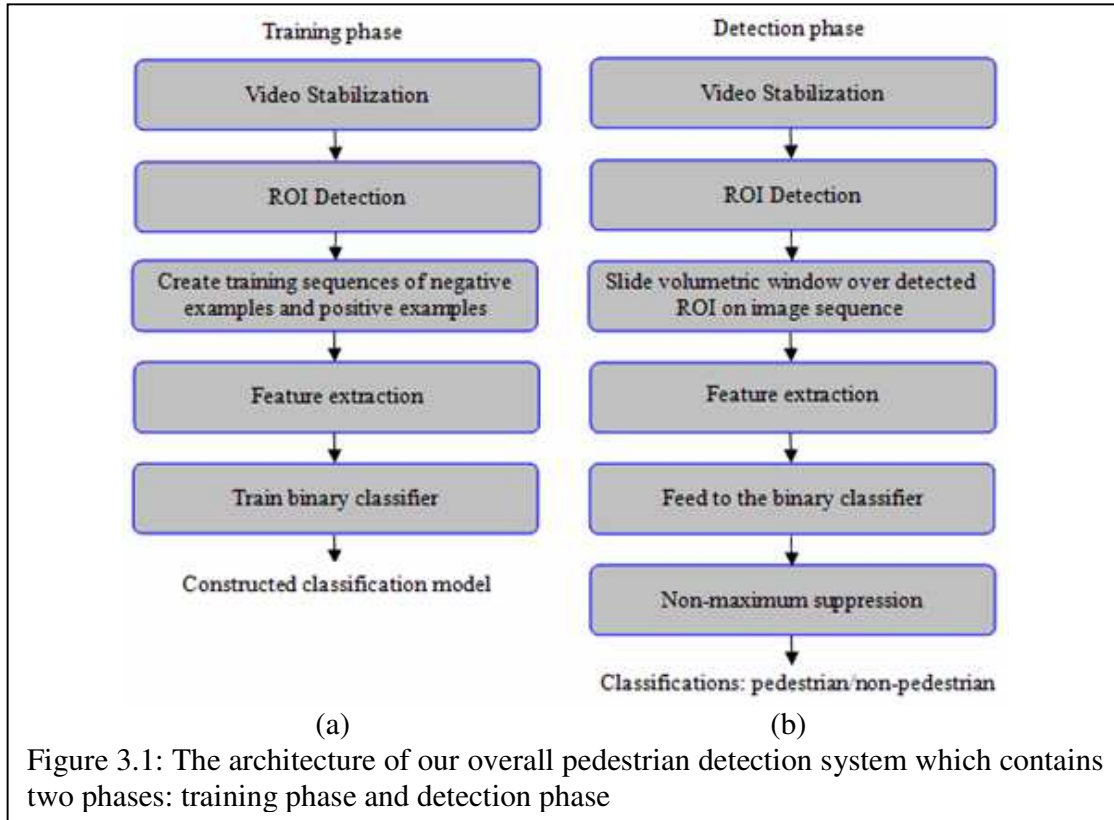 Training phase
Video Stabilization
ROI Detection
Create training sequences of negative
examples and positive examples
Feature extraction
Train binary classifier
Constructed classification model
(a)
Detection phase
Video Stabilization
ROI Detection
Slide volumetric window over detected
ROI on image sequence
Feature extraction
Feed to the binary classifier
Non-maximum suppression
Classifications: pedestrian/non-pedestrian
(b)
Figure 3.1: The architecture of our overall pedestrian detection system which contains
two phases: training phase and detection phase